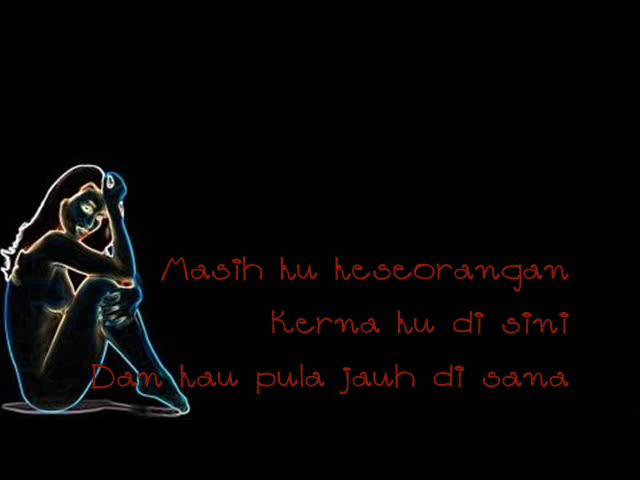 Masih ku keseorangan
Kerna ku di sini
Dan kau pula jauh di sana